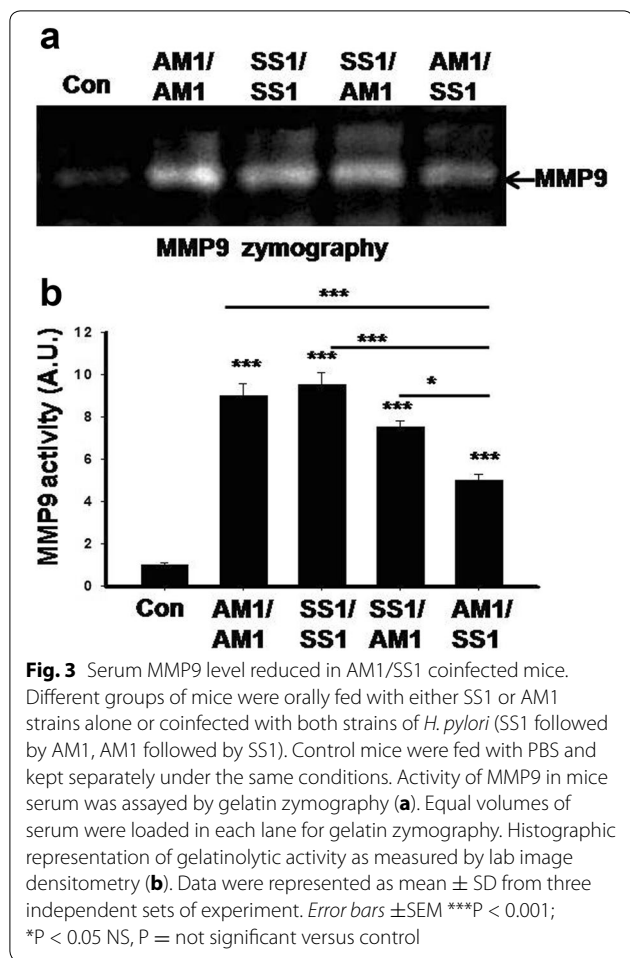 a
Con AM1/ SS1/ SS1/ AM1/
AM1 SS1 AM1 SS1
MMP9
MMP9 zymography
b
***
***
*
*** *** *** ***
MMP9 activity (A.U.)
12
10
8
6
4
2
0
Con AM1/ SS1/ SS1/ AM1/
AM1 SS1 AM1 SS1
Fig. 3 Serum MMP9 level reduced in AM1/SS1 coinfected mice.
Different groups of mice were orally fed with either SS1 or AM1
strains alone or coinfected with both strains of H. pylori (SS1 followed
by AM1, AM1 followed by SS1). Control mice were fed with PBS and
kept separately under the same conditions. Activity of MMP9 in mice
serum was assayed by gelatin zymography (a). Equal volumes of
serum were loaded in each lane for gelatin zymography. Histographic
representation of gelatinolytic activity as measured by lab image
densitometry (b). Data were represented as mean ± SD from three
independent sets of experiment. Error bars ±SEM ***P < 0.001;
*P < 0.05 NS, P = not significant versus control